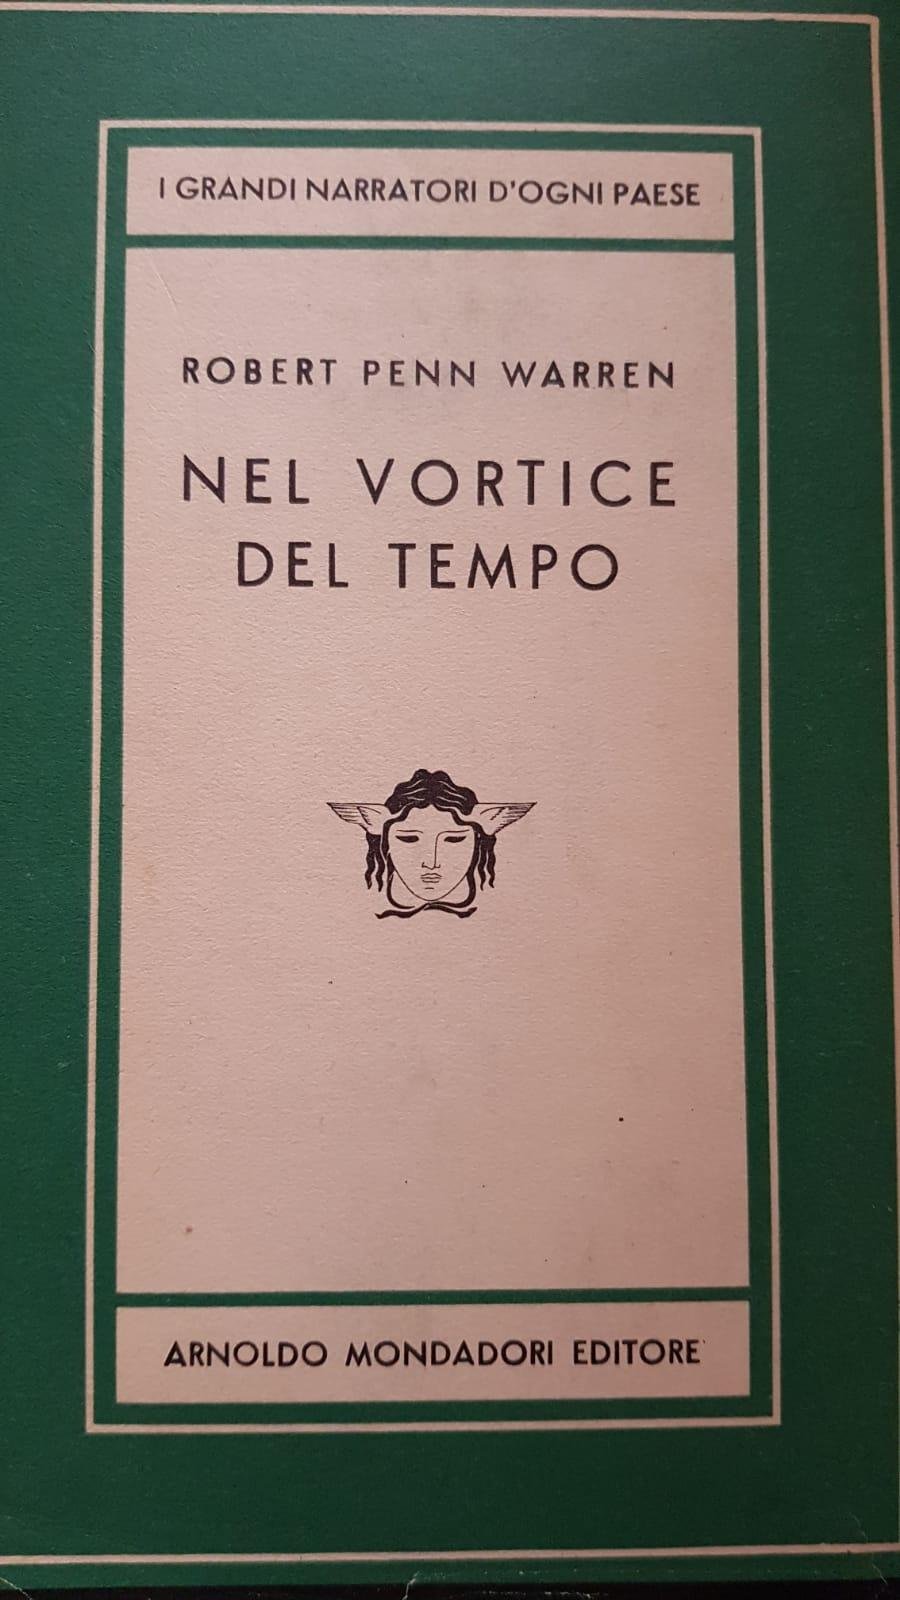 I GRANDI NARRATORI D'OGNI PAESE
ROBERT PENN WARREN
NEL VORTICE
DEL TEMPO
ARNOLDO MONDADORI EDITORE